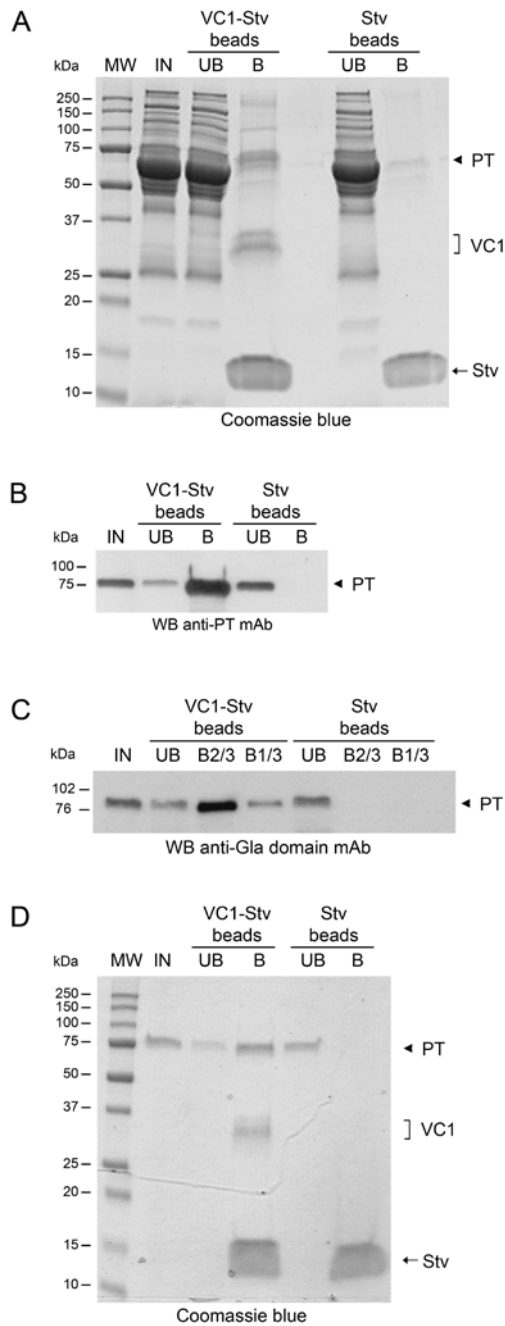 A
VC1-Stv beads Stv beads
kDa MW IN UB B UB B
250
150
100
75
50
37
25
20
15
10
◄ PT
] VC1
← Stv
Coomassie blue
B
VC1-Stv beads Stv beads
kDa IN UB B UB B
100
75
◄ PT
WB anti-PT mAb
C
VC1-Stv beads Stv beads
kDa IN UB B2/3 B1/3 UB B2/3 B1/3
102
76
◄ PT
WB anti-Gla domain mAb
D
VC1-Stv beads Stv beads
kDa MW IN UB B UB B
250
150
100
75
50
37
25
20
15
10
◄ PT
] VC1
← Stv
Coomassie blue